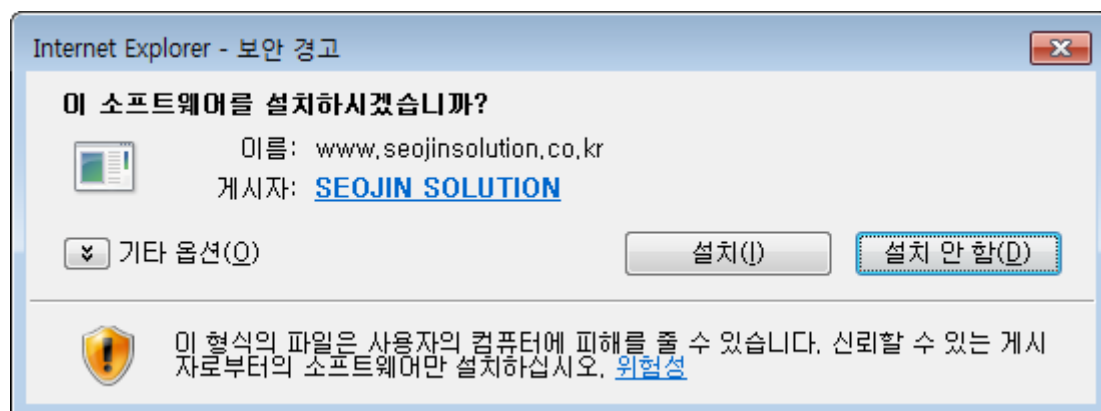 Internet Explorer - 보안 경고
이 소프트웨어를 설치하시겠습니까?
이름: www.seojinsolution.co.kr
게시자: SEOJIN SOLUTION
기타 옵션(O) 설치(I) 설치 안 함(D)
이 형식의 파일은 사용자의 컴퓨터에 피해를 줄 수 있습니다. 신뢰할 수 있는 게시
자로부터의 소프트웨어만 설치하십시오. 위험성